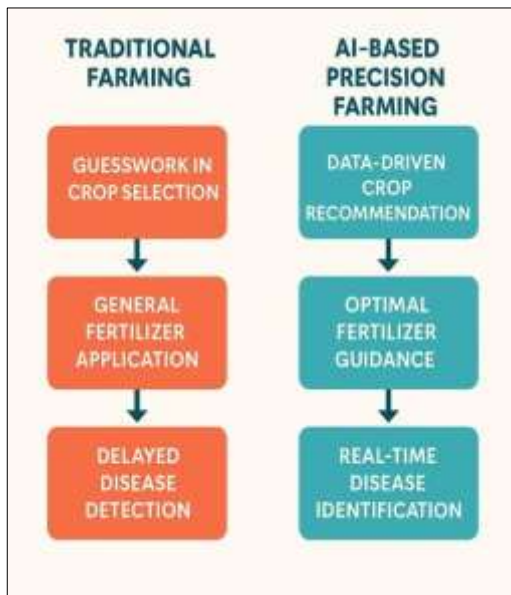 TRADITIONAL
FARMING
GUESSWORK IN
CROP SELECTION
GENERAL
FERTILIZER
APPLICATION
DELAYED
DISEASE
DETECTION
AI-BASED
PRECISION
FARMING
DATA-DRIVEN
CROP
RECOMMENDATION
OPTIMAL
FERTILIZER
GUIDANCE
REAL-TIME
DISEASE
IDENTIFICATION